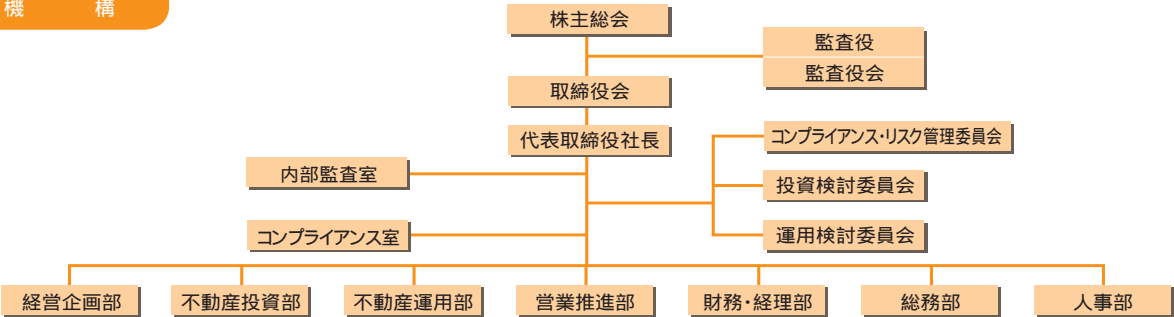 機 構
株主総会
監査役
監査役会
取締役会
代表取締役社長
コンプライアンス・リスク管理委員会
内部監査室
投資検討委員会
コンプライアンス室
運用検討委員会
経営企画部
不動産投資部
不動産運用部
営業推進部
財務・経理部
総務部
人事部